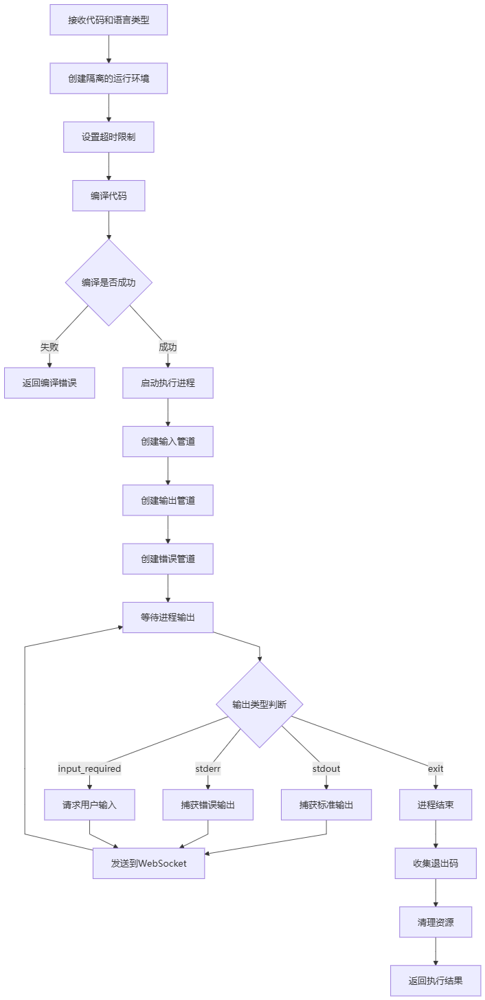 接收代码和语言类型
创建隔离的运行环境
设置超时限制
编译代码
编译是否成功
失败
成功
返回编译错误
启动执行进程
创建输入管道
创建输出管道
创建错误管道
等待进程输出
输出类型判断
input_required
stderr
stdout
exit
请求用户输入
捕获错误输出
捕获标准输出
进程结束
发送到WebSocket
收集退出码
清理资源
返回执行结果